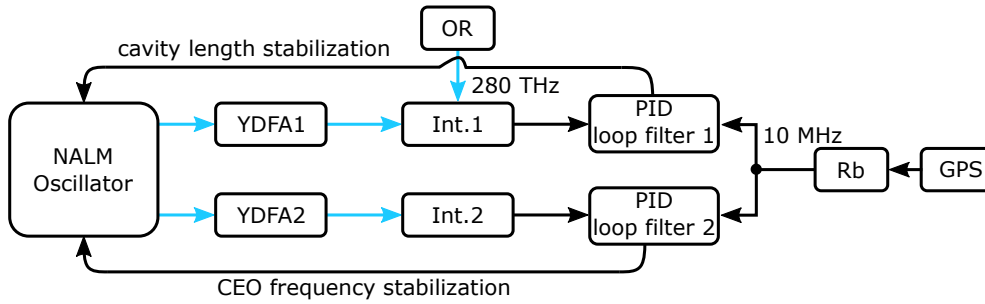 OR
cavity length stabilization
280 THz
NALM
Oscillator
YDFA1
Int.1
PID
loop filter 1
10 MHz
Rb
GPS
YDFA2
Int.2
PID
loop filter 2
CEO frequency stabilization